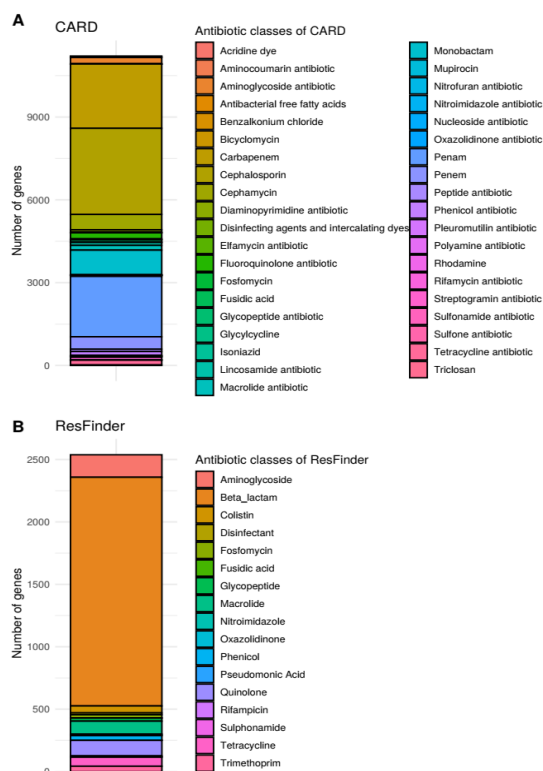 A
CARD
Antibiotic classes of CARD
Number of genes
9000
6000
3000
0
Acridine dye
Aminocoumarin antibiotic
Aminoglycoside antibiotic
Antibacterial free fatty acids
Benzalkonium chloride
Bicyclomycin
Carbapenem
Cephalosporin
Cephamycin
Diaminopyrimidine antibiotic
Disinfecting agents and intercalating dyes
Elfamycin antibiotic
Fluoroquinolone antibiotic
Fosfomycin
Fusidic acid
Glycopeptide antibiotic
Glycylcycline
Isoniazid
Lincosamide antibiotic
Macrolide antibiotic
Monobactam
Mupirocin
Nitrofuran antibiotic
Nitroimidazole antibiotic
Nucleoside antibiotic
Oxazolidinone antibiotic
Penam
Penem
Peptide antibiotic
Phenicol antibiotic
Pleuromutilin antibiotic
Polyamine antibiotic
Rhodamine
Rifamycin antibiotic
Streptogramin antibiotic
Sulfonamide antibiotic
Sulfone antibiotic
Tetracycline antibiotic
Triclosan
B
ResFinder
Antibiotic classes of ResFinder
Number of genes
2500
2000
1500
1000
500
0
Aminoglycoside
Beta_lactam
Colistin
Disinfectant
Fosfomycin
Fusidic acid
Glycopeptide
Macrolide
Nitroimidazole
Oxazolidinone
Phenicol
Pseudomonic Acid
Quinolone
Rifampicin
Sulphonamide
Tetracycline
Trimethoprim